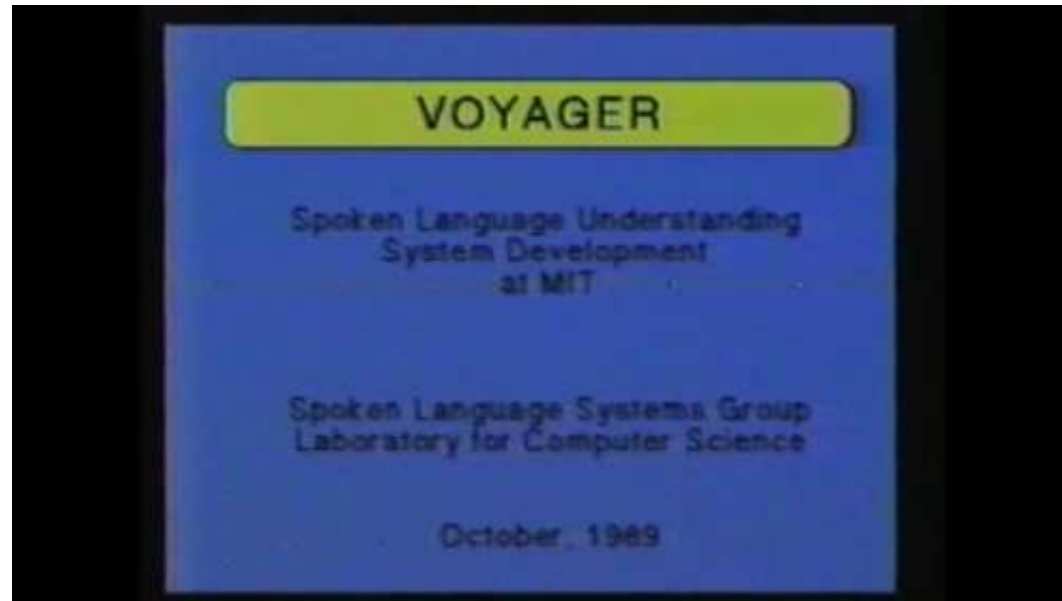 VOYAGER
Spoken Language Understanding
System Development
at MIT
Spoken Language Systems Group
Laboratory for Computer Science
October, 1989